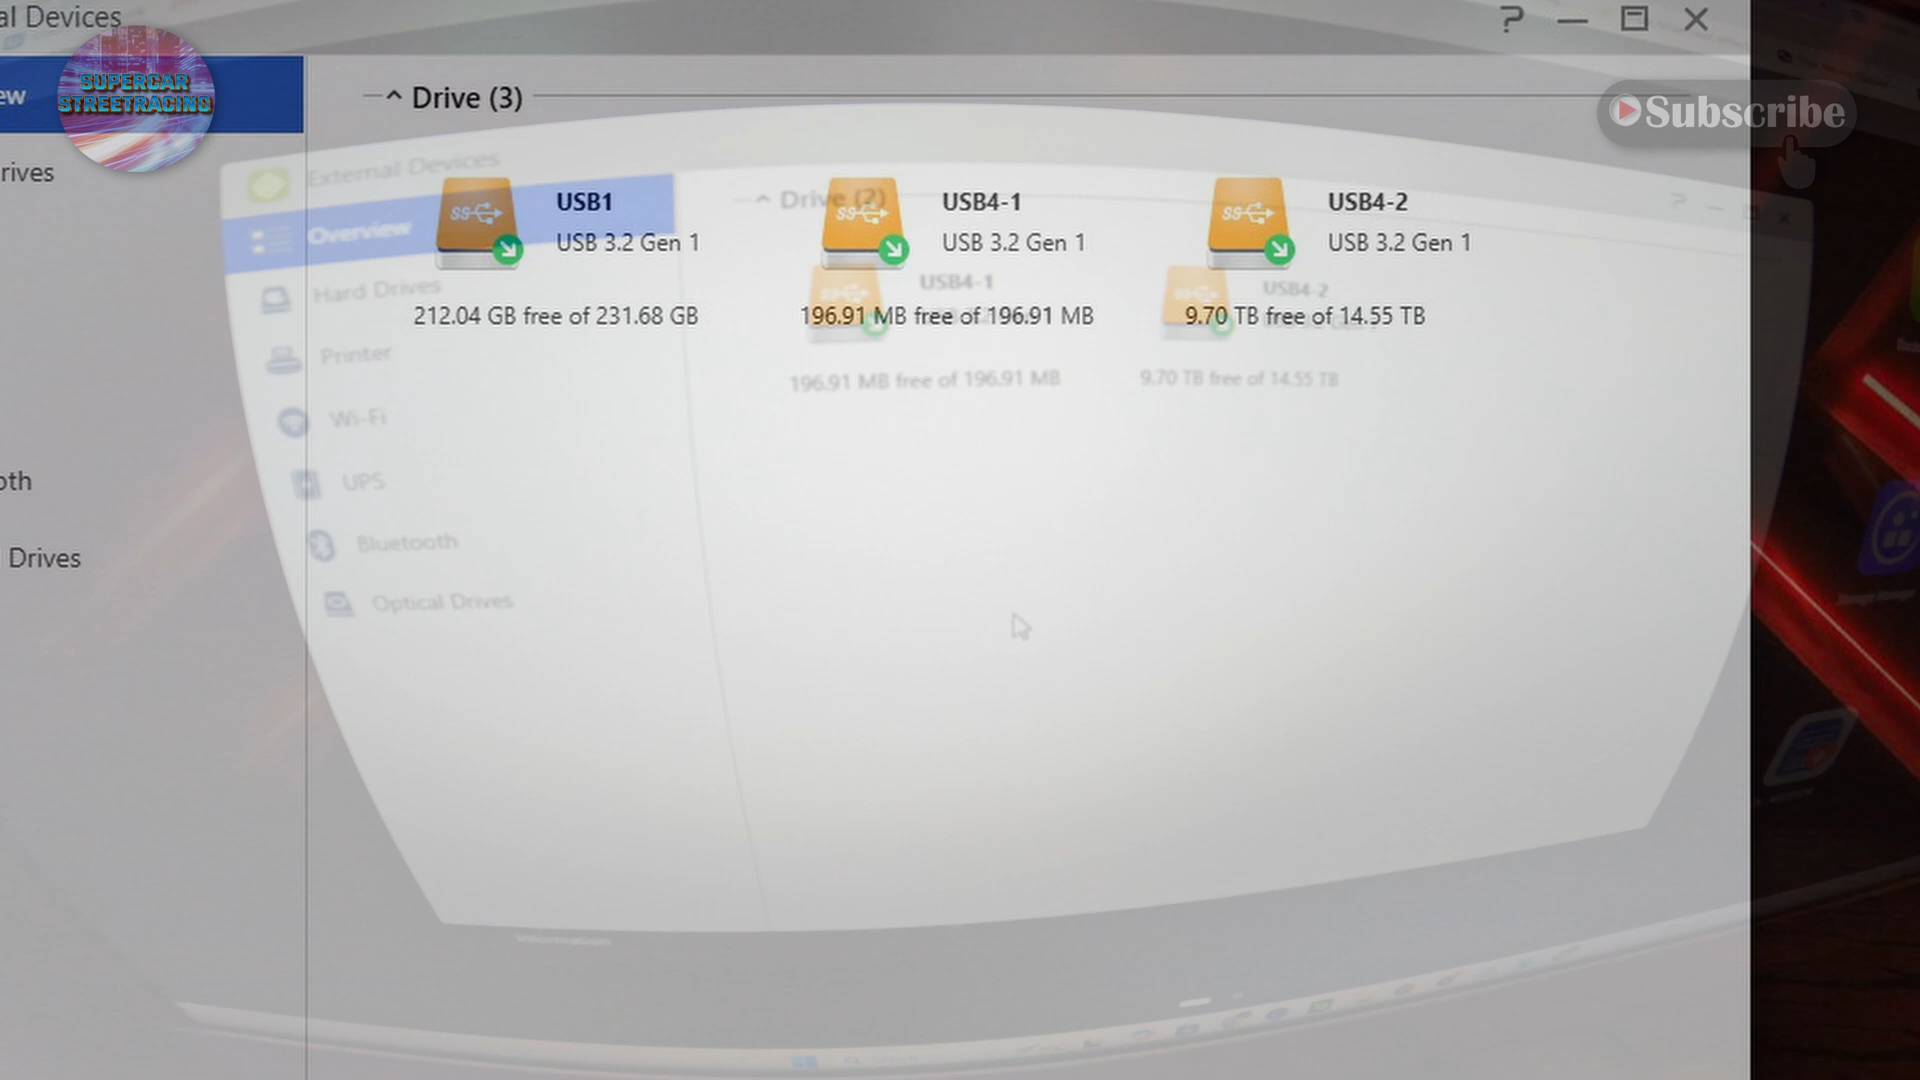 al Devices
SUPERCAR
STREETRACING
ew
Drive (3)
Subscribe
rives
oth
Drives
USB1
USB 3.2 Gen 1
212.04 GB free of 231.68 GB
USB4-1
USB 3.2 Gen 1
196.91 MB free of 196.91 MB
USB4-2
USB 3.2 Gen 1
9.70 TB free of 14.55 TB
External Devices
Overview
Hard Drives
Printer
Wi-Fi
UPS
Bluetooth
Optical Drives
Drive (2)
USB4-1
196.91 MB free of 196.91 MB
USB4-2
9.70 TB free of 14.55 TB
Information